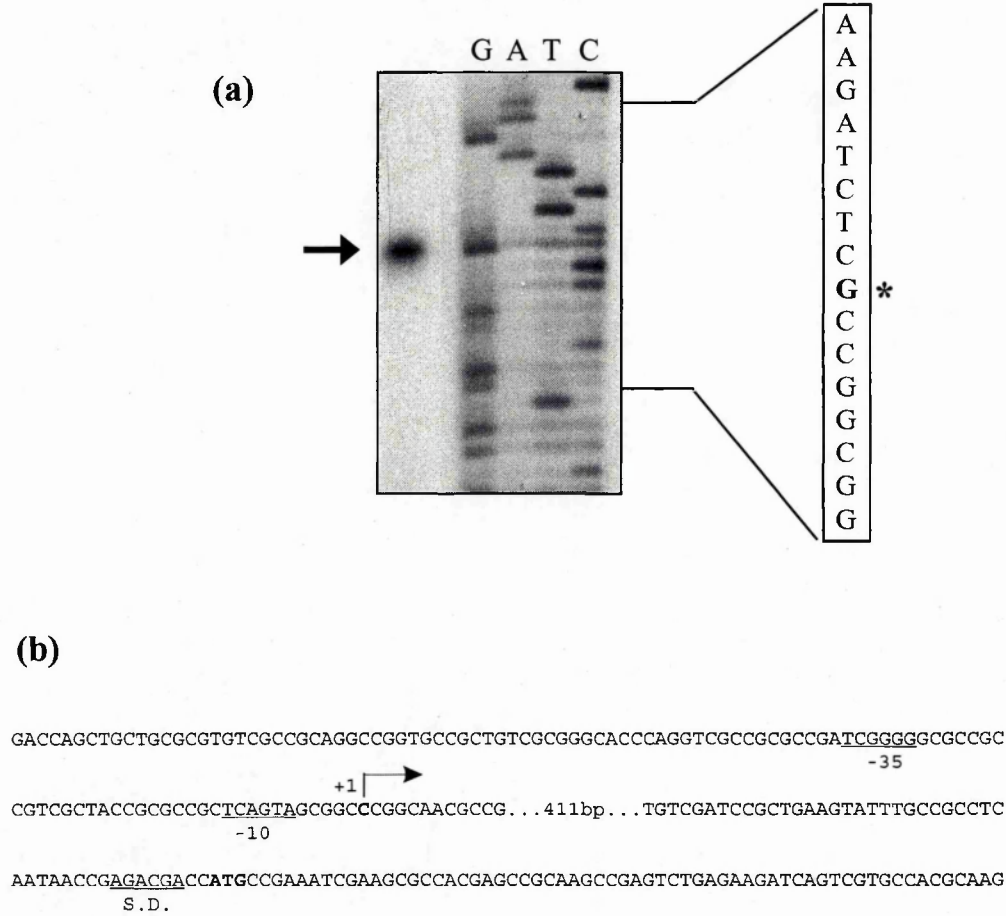 (a)
G A T C
A
A
G
A
T
C
T
C
G *
C
C
G
G
C
G
G
(b)
GACCAGCTGCTGCGCGTGTCGCCGCAGGCCGGTGCCGCTGTCGCGGGCACCCAGGTCGCCGCGCCGATCGGGGGCGCCGC
-35
+1
CGTCGCTACCGCGCCGCTCAGTAGCGGCCCGGCAACGCCG...411bp...TGTCGATCCGCTGAAGTATTTGCCGCCTC
-10
AATAACCGAGACGACCATGCCGAAATCGAAGCGCCACGAGCCGCAAGCCGAGTCTGAGAAGATCAGTCGTGCCACGCAAG
S.D.